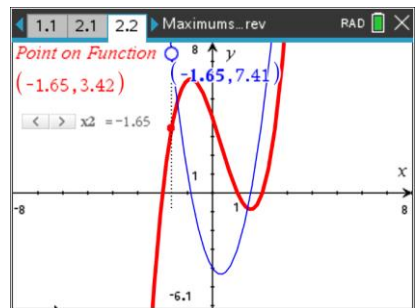 1.1 2.1 2.2 Maximums...rev RAD
Point on Function
(-1.65,3.42)
(-1.65,7.41)
< > x2 =-1.65
8 y
1
x
-8 1 8
-6.1